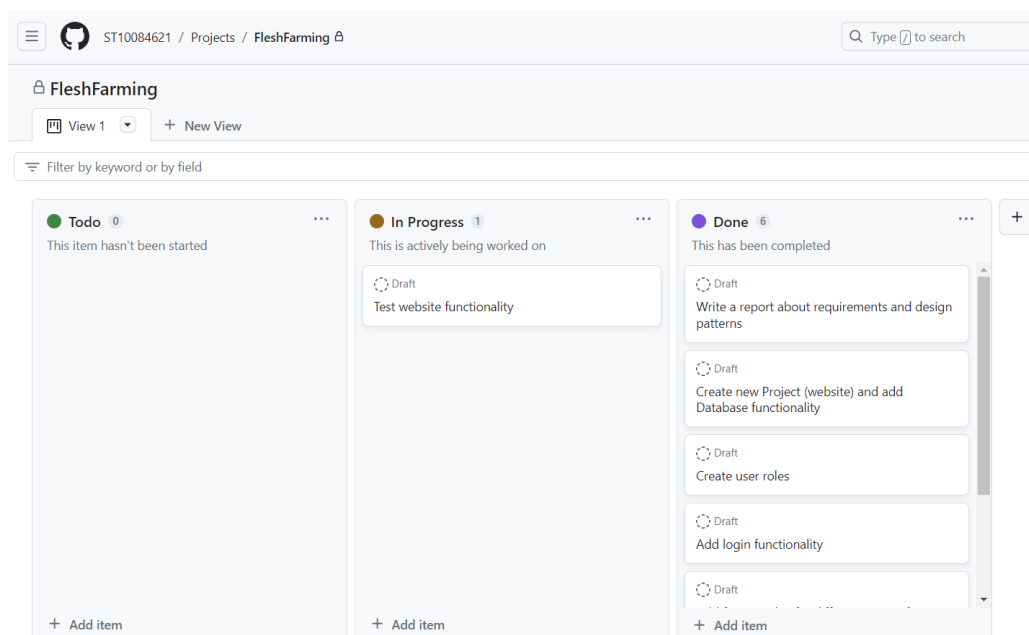 ST10084621 / Projects / FleshFarming
Type / to search
FleshFarming
View 1
New View
Filter by keyword or by field
Todo 0
This item hasn't been started
Add item
In Progress 1
This is actively being worked on
Draft
Test website functionality
Add item
Done 6
This has been completed
Draft
Write a report about requirements and design
patterns
Draft
Create new Project (website) and add
Database functionality
Draft
Create user roles
Draft
Add login functionality
Draft
Add item